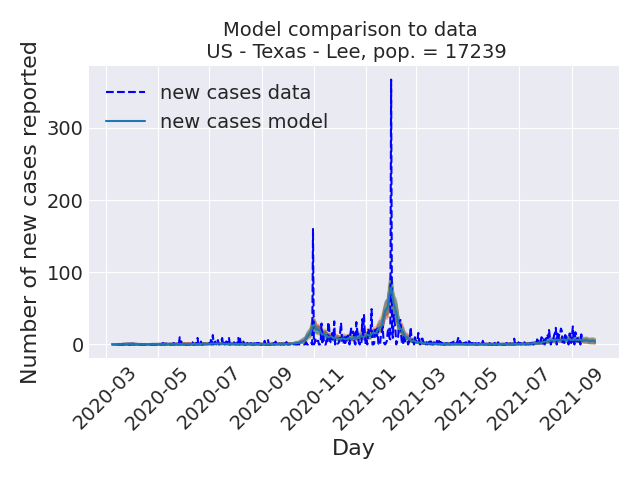 Model comparison to data
US - Texas - Lee, pop. = 17239
Number of new cases reported
new cases data
new cases model
300
200
100
0
2020-03
2020-05
2020-07
2020-09
2020-11
2021-01
2021-03
2021-05
2021-07
2021-09
Day